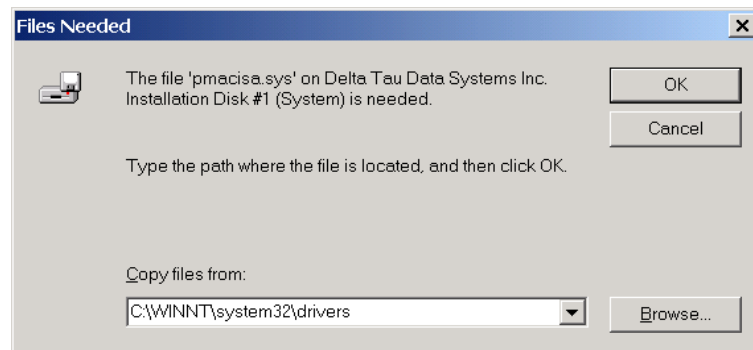 Files Needed
The file 'pmacisa.sys' on Delta Tau Data Systems Inc.
Installation Disk #1 (System) is needed.
OK
Cancel
Type the path where the file is located, and then click OK.
Copy files from:
C:\WINNT\system32\drivers
Browse...